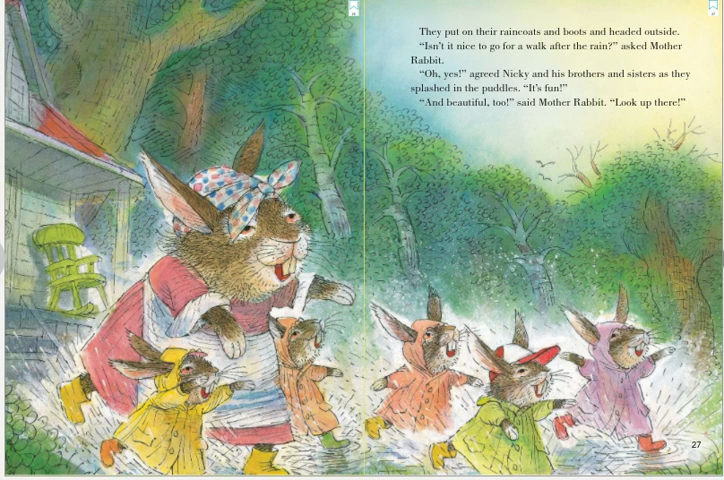 They put on their raincoats and boots and headed outside.
“Isn’t it nice to go for a walk after the rain?” asked Mother
Rabbit.
“Oh, yes!” agreed Nicky and his brothers and sisters as they
splashed in the puddles. “It’s fun!”
“And beautiful, too!” said Mother Rabbit. “Look up there!”
27